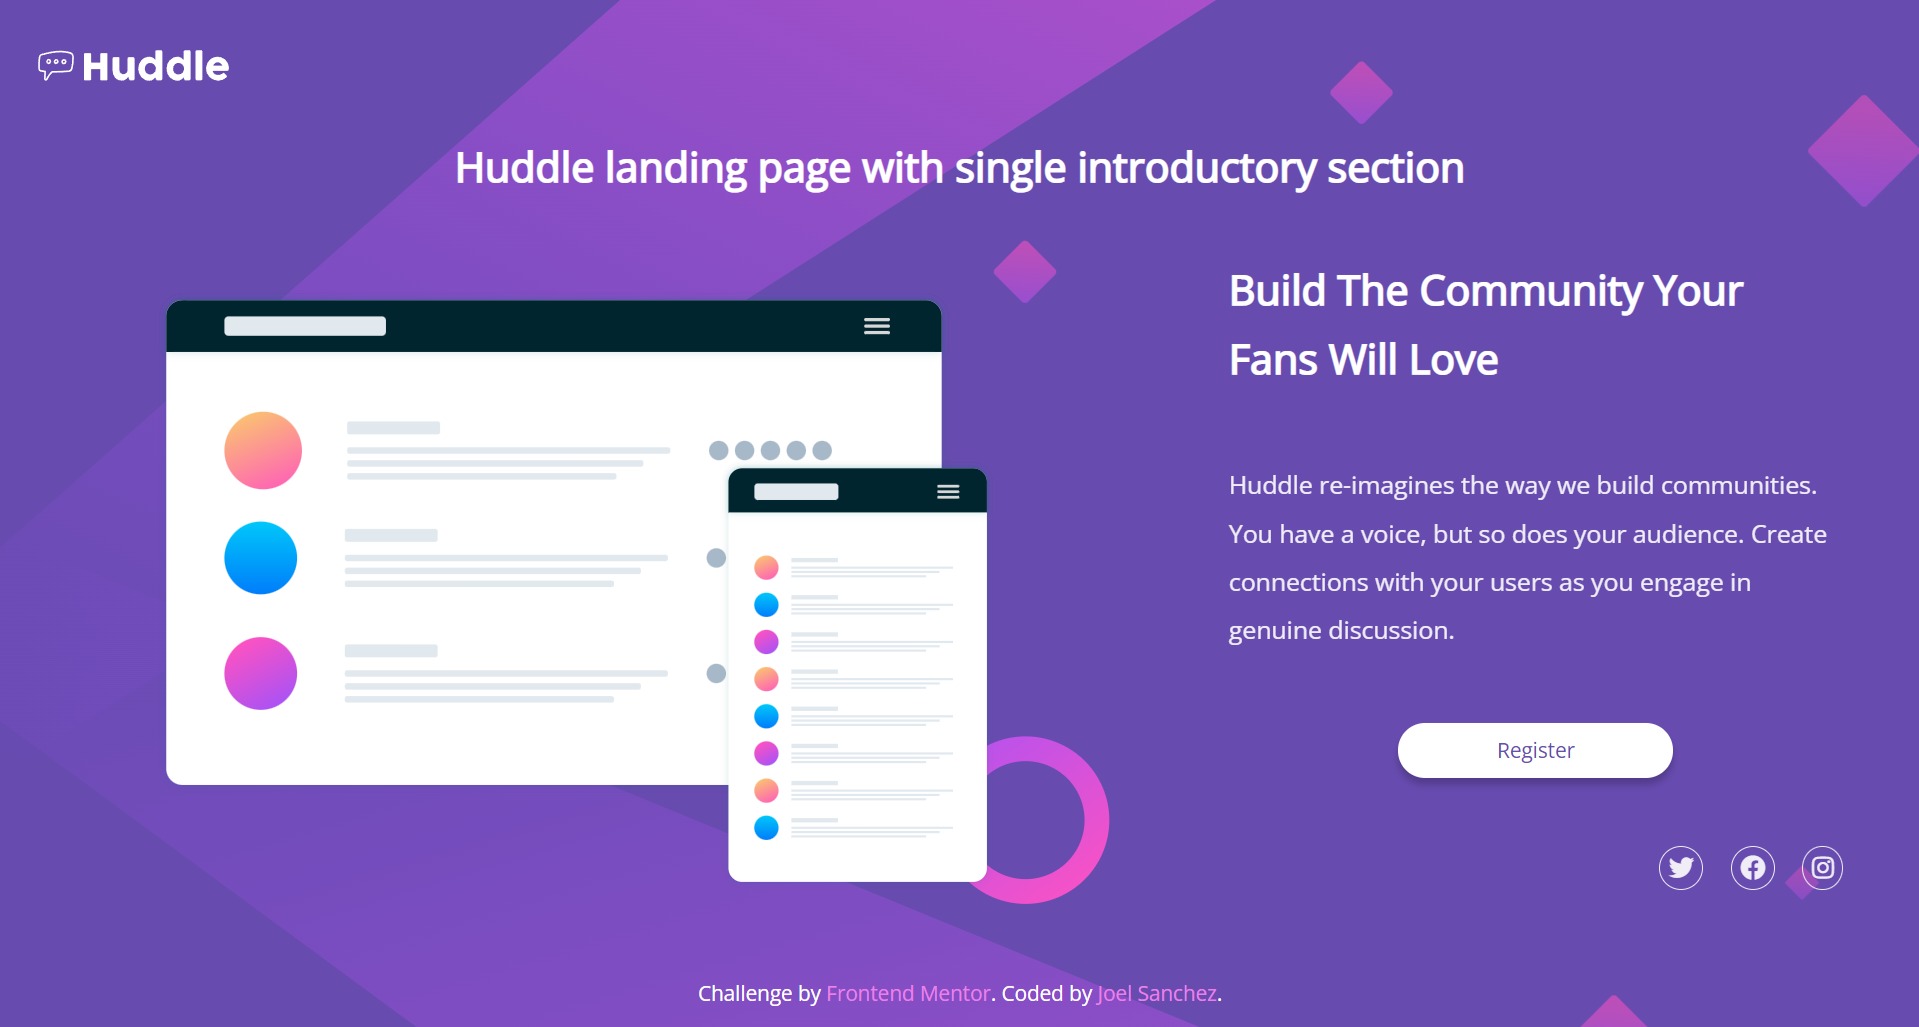 Huddle
Huddle landing page with single introductory section
Build The Community Your
Fans Will Love
Huddle re-imagines the way we build communities.
You have a voice, but so does your audience. Create
connections with your users as you engage in
genuine discussion.
Register
Challenge by Frontend Mentor. Coded by Joel Sanchez.